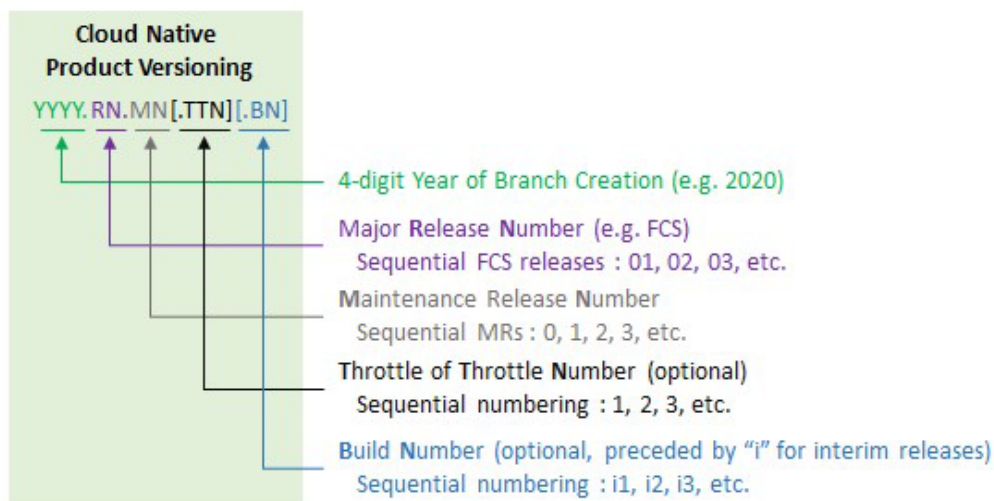 Cloud Native
Product Versioning
YYYY.RN.MN[.TTN][.BN]
4-digit Year of Branch Creation (e.g. 2020)
Major Release Number (e.g. FCS)
Sequential FCS releases : 01, 02, 03, etc.
Maintenance Release Number
Sequential MRs : 0, 1, 2, 3, etc.
Throttle of Throttle Number (optional)
Sequential numbering : 1, 2, 3, etc.
Build Number (optional, preceded by “i” for interim releases)
Sequential numbering : i1, i2, i3, etc.